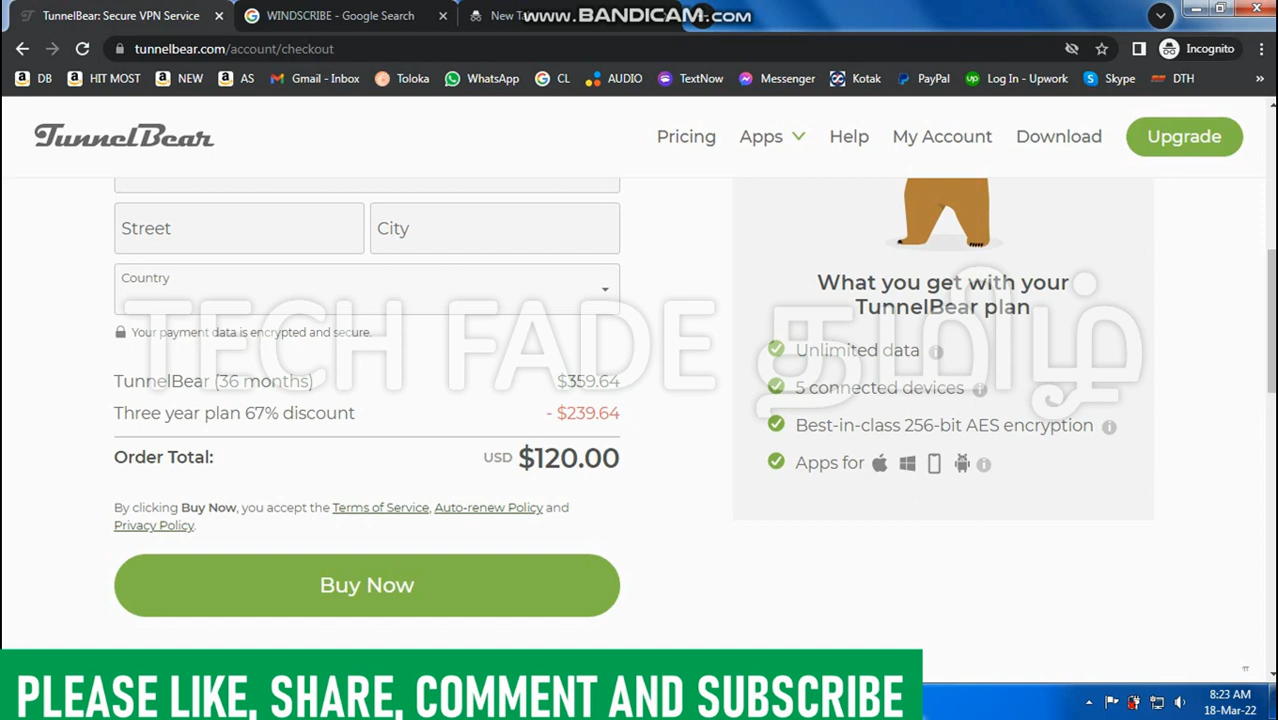 TunnelBear: Secure VPN Service
WINDSCRIBE - Google Search
New Ta
www.BANDICAM.com
tunnelbear.com/account/checkout
Incognito
DB
HIT MOST
NEW
AS
Gmail - Inbox
Toloka
WhatsApp
CL
AUDIO
TextNow
Messenger
Kotak
PayPal
Log In - Upwork
Skype
DTH
»
TunnelBear
Pricing
Apps
Help
My Account
Download
Upgrade
Street
City
Country
Your payment data is encrypted and secure.
TECH FADE தமிழ்
TunnelBear (36 months)
$359.64
Three year plan 67% discount
- $239.64
Order Total:
USD $120.00
By clicking Buy Now, you accept the Terms of Service, Auto-renew Policy and
Privacy Policy.
Buy Now
What you get with your
TunnelBear plan
Unlimited data
5 connected devices
Best-in-class 256-bit AES encryption
Apps for
PLEASE LIKE, SHARE, COMMENT AND SUBSCRIBE
8:23 AM
18-Mar-22